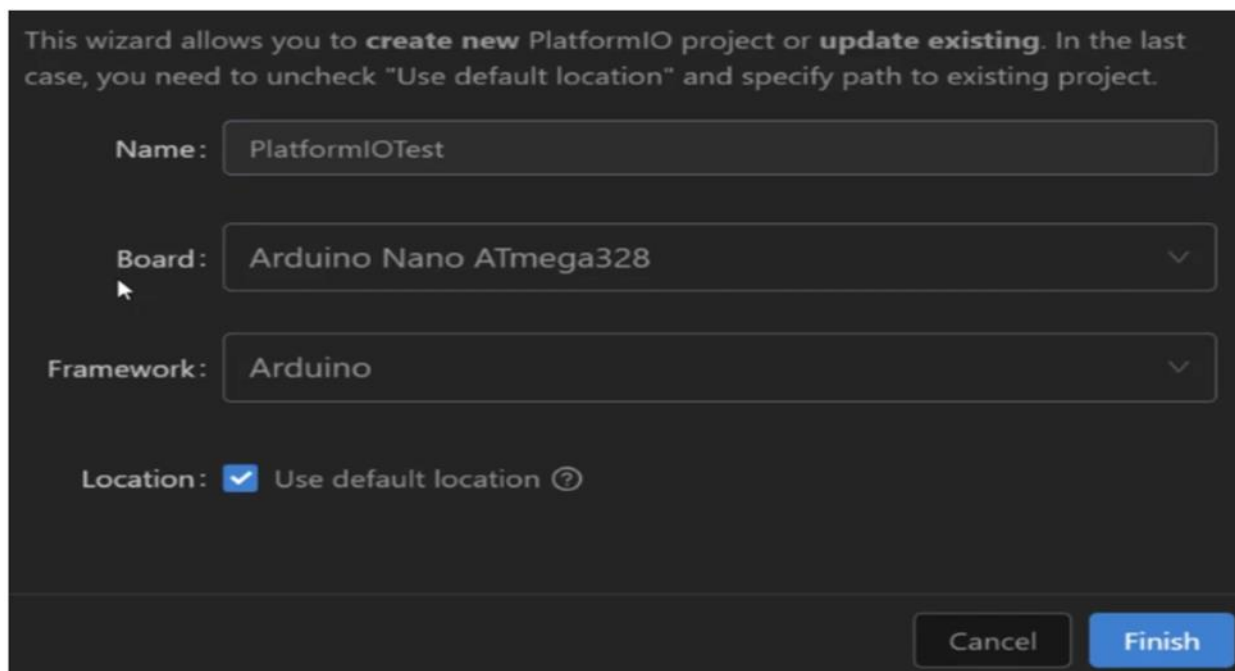 This wizard allows you to create new PlatformIO project or update existing. In the last
case, you need to uncheck "Use default location" and specify path to existing project.
Name: PlatformIOTest
Board: Arduino Nano ATmega328
Framework: Arduino
Location: Use default location ?
Cancel Finish